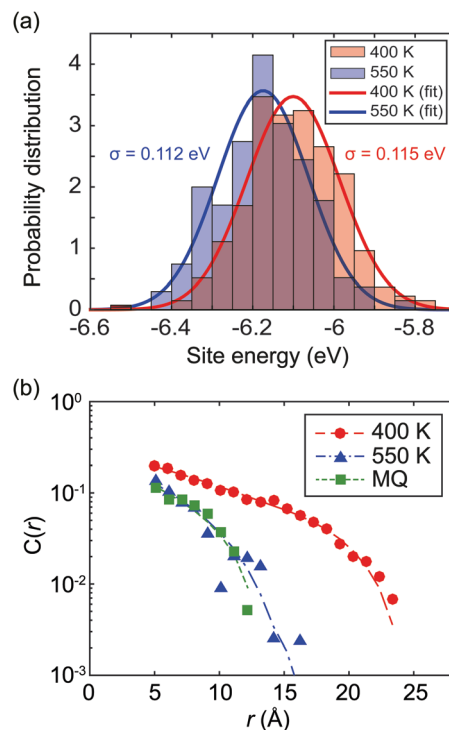 (a)
Probability distribution
4
3
2
1
0
400 K
550 K
400 K (fit)
550 K (fit)
σ = 0.112 eV
σ = 0.115 eV
-6.6 -6.4 -6.2 -6 -5.8
Site energy (eV)
(b)
C(r)
10⁰
10⁻¹
10⁻²
10⁻³
400 K
550 K
MQ
0 5 10 15 20 25
r (Å)